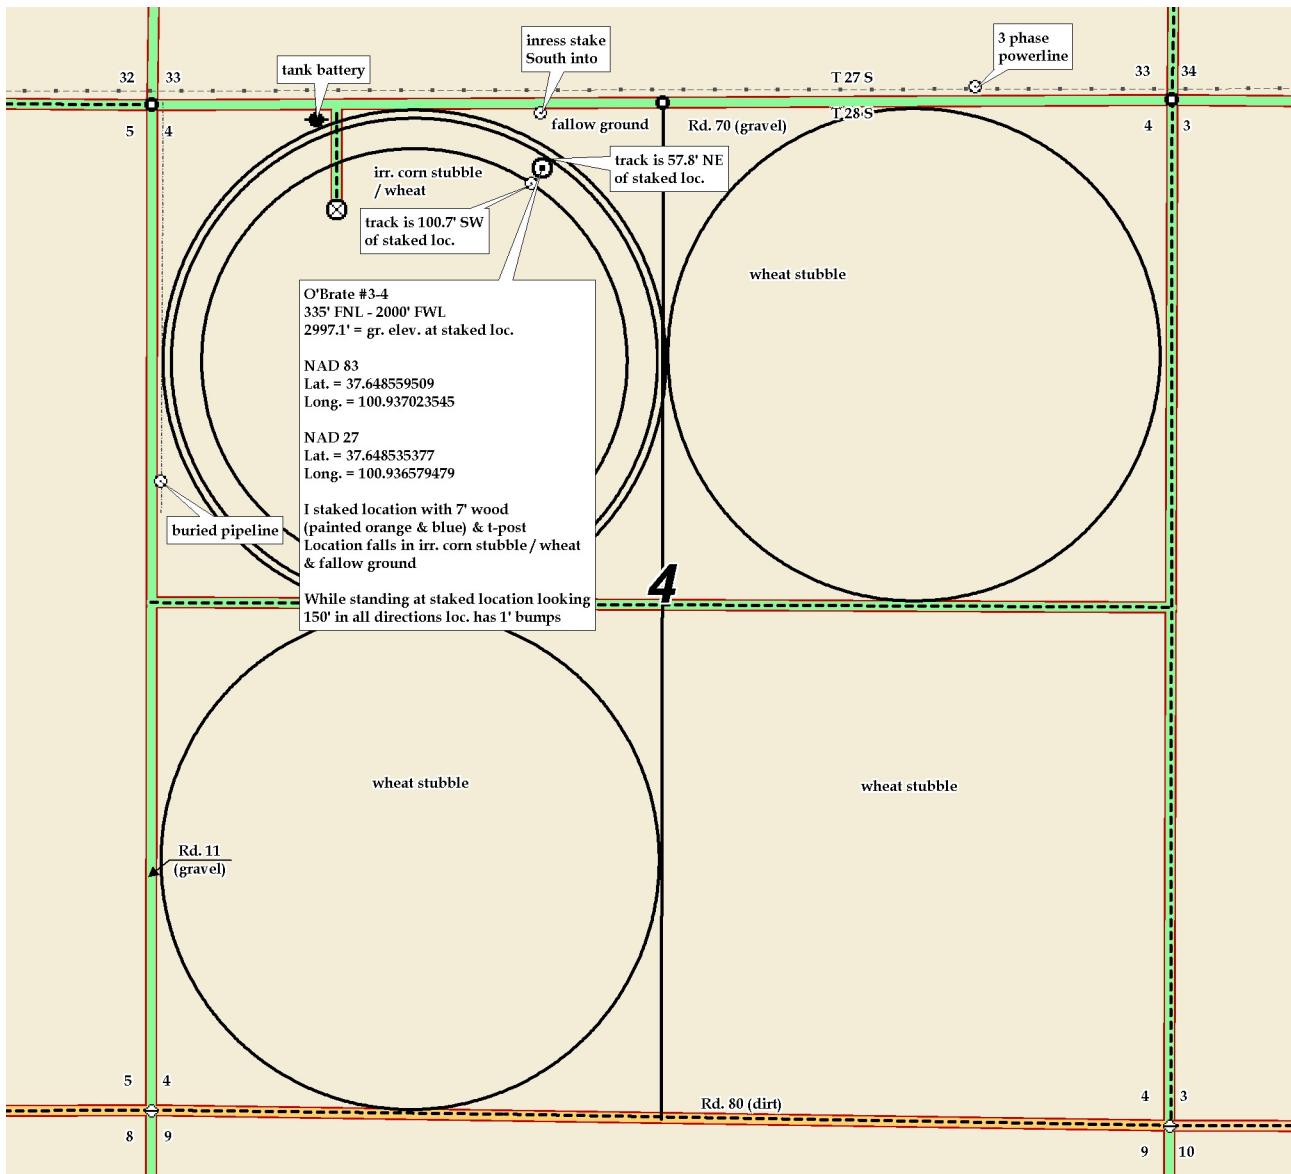 inress stake
South into
3 phase
powerline
tank battery
32
33
T 27 S
33
34
5
4
fallow ground
Rd. 70 (gravel)
T 28 S
4
3
irr. corn stubble
/ wheat
track is 57.8' NE
of staked loc.
track is 100.7' SW
of staked loc.
wheat stubble
O'Brate #3-4
335' FNL - 2000' FWL
2997.1' = gr. elev. at staked loc.
NAD 83
Lat. = 37.648559509
Long. = 100.937023545
NAD 27
Lat. = 37.648535377
Long. = 100.936579479
I staked location with 7' wood
(painted orange & blue) & t-post
Location falls in irr. corn stubble / wheat
& fallow ground
While standing at staked location looking
150' in all directions loc. has 1' bumps
buried pipeline
4
wheat stubble
wheat stubble
Rd. 11
(gravel)
5
4
Rd. 80 (dirt)
4
3
8
9
9
10